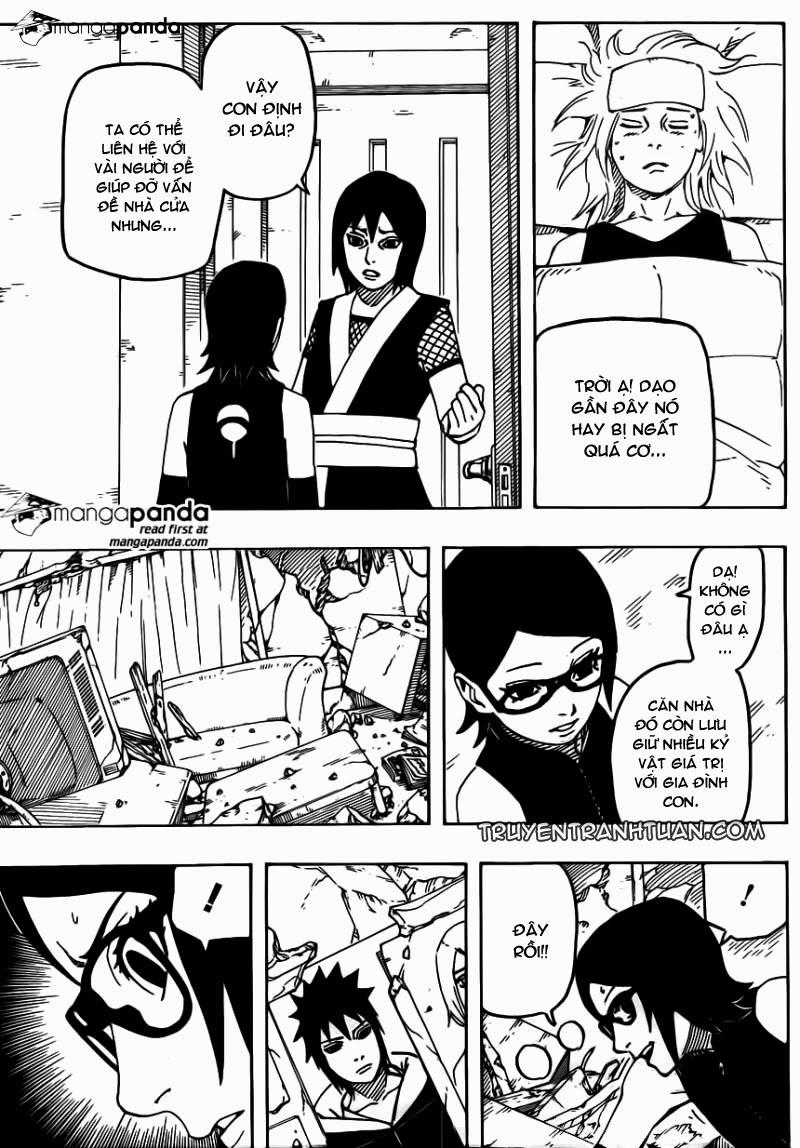 mangapanda
TRỜI Ạ! DẠO
GẦN ĐÂY NÓ
HAY BỊ NGẤT
QUÁ CƠ...
VẬY
CON ĐỊNH
ĐI ĐÂU?
TA CÓ THỂ
LIÊN HỆ VỚI
VÀI NGƯỜI ĐỂ
GIÚP ĐỠ VẤN
ĐỀ NHÀ CỬA
NHƯNG...
mangapanda
read first at
mangapanda.com
DẠ!
KHÔNG
CÓ GÌ
ĐÂU Ạ
...
CĂN NHÀ
ĐÓ CÒN LƯU
GIỮ NHIỀU KỶ
VẬT GIÁ TRỊ
VỚI GIA ĐÌNH
CON.
TRUYENTRANHTUAN.COM
!
ĐÂY
RỒI!!
!